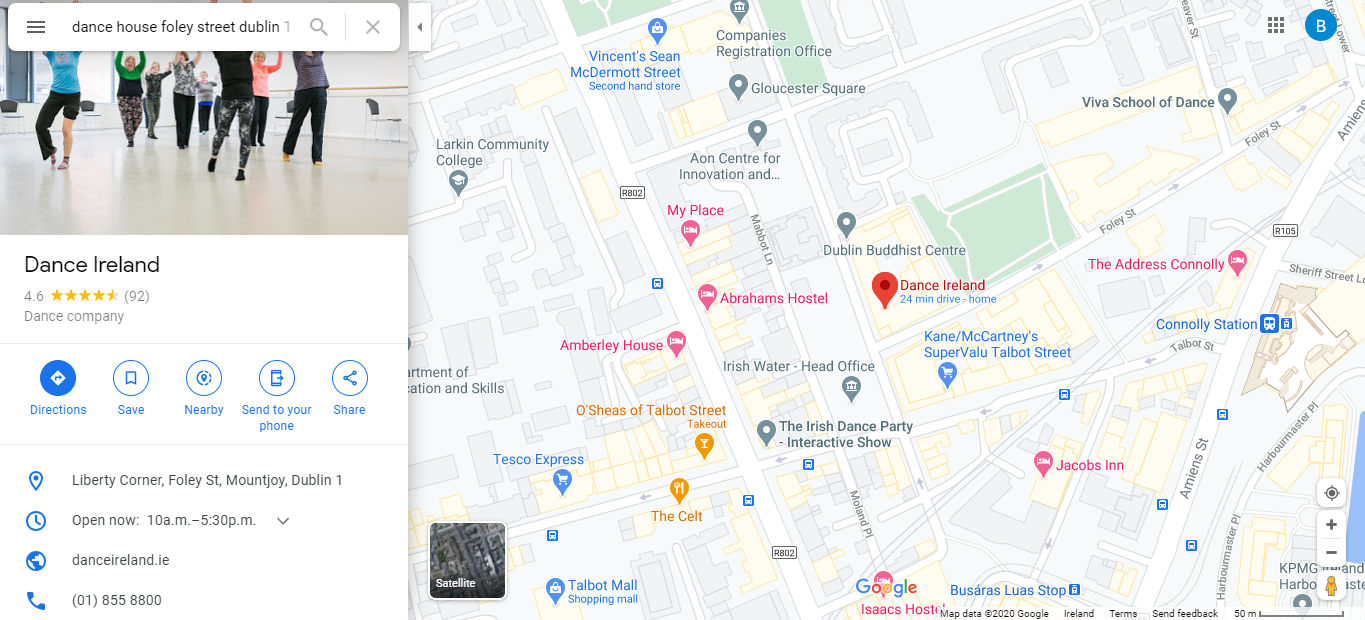 dance house foley street dublin 1
Dance Ireland
4.6 (92)
Dance company
Directions
Save
Nearby
Send to your
phone
Share
Liberty Corner, Foley St, Mountjoy, Dublin 1
Open now: 10a.m.–5:30p.m.
danceireland.ie
(01) 855 8800
B
Companies
Registration Office
Vincent's Sean
McDermott Street
Second hand store
Gloucester Square
Viva School of Dance
Foley St
Larkin Community
College
Aon Centre for
Innovation and...
R802
My Place
Mabbot Ln
Dublin Buddhist Centre
Foley St
R105
The Address Connolly
Sheriff Street
Dance Ireland
24 min drive - home
Abrahams Hostel
Connolly Station
Kane/McCartney's
SuperValu Talbot Street
Talbot St
Amberley House
Irish Water - Head Office
and Skills
O'Sheas of Talbot Street
Takeout
The Irish Dance Party
- Interactive Show
Harbourmaster Pl
Tesco Express
Jacobs Inn
Amiens St
The Celt
Moland Pl
R802
Harbourmaster Pl
Satellite
Talbot Mall
Shopping mall
Google
Isaacs Hostel
Busáras Luas Stop
KPMG
Map data ©2020 Google
Ireland
Terms
Send feedback
50 m